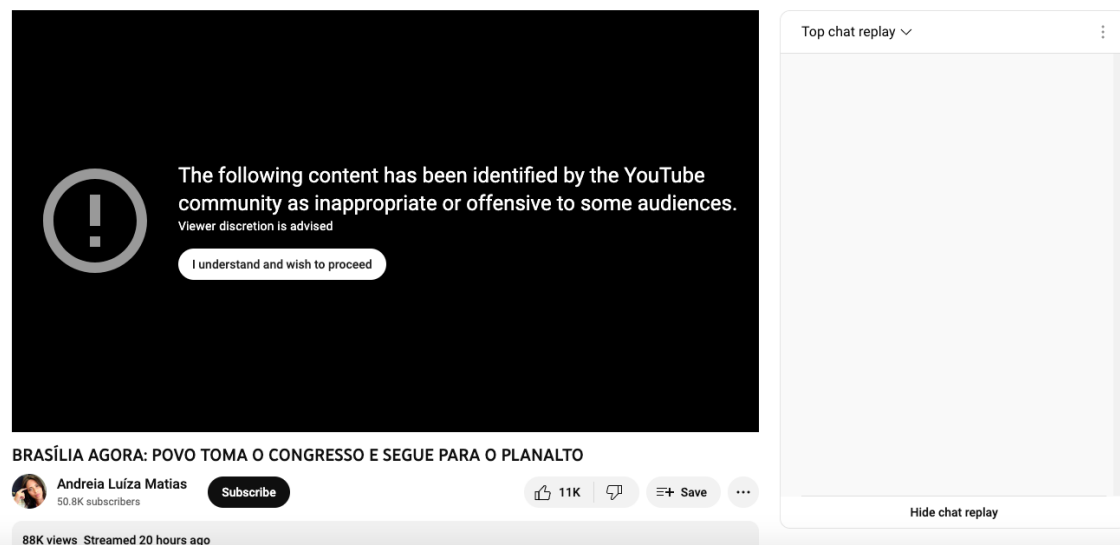 Top chat replay
The following content has been identified by the YouTube
community as inappropriate or offensive to some audiences.
Viewer discretion is advised
I understand and wish to proceed
BRASÍLIA AGORA: POVO TOMA O CONGRESSO E SEGUE PARA O PLANALTO
Andreia Luíza Matias
50.8K subscribers
Subscribe
11K
Save
Hide chat replay
88K views Streamed 20 hours ago